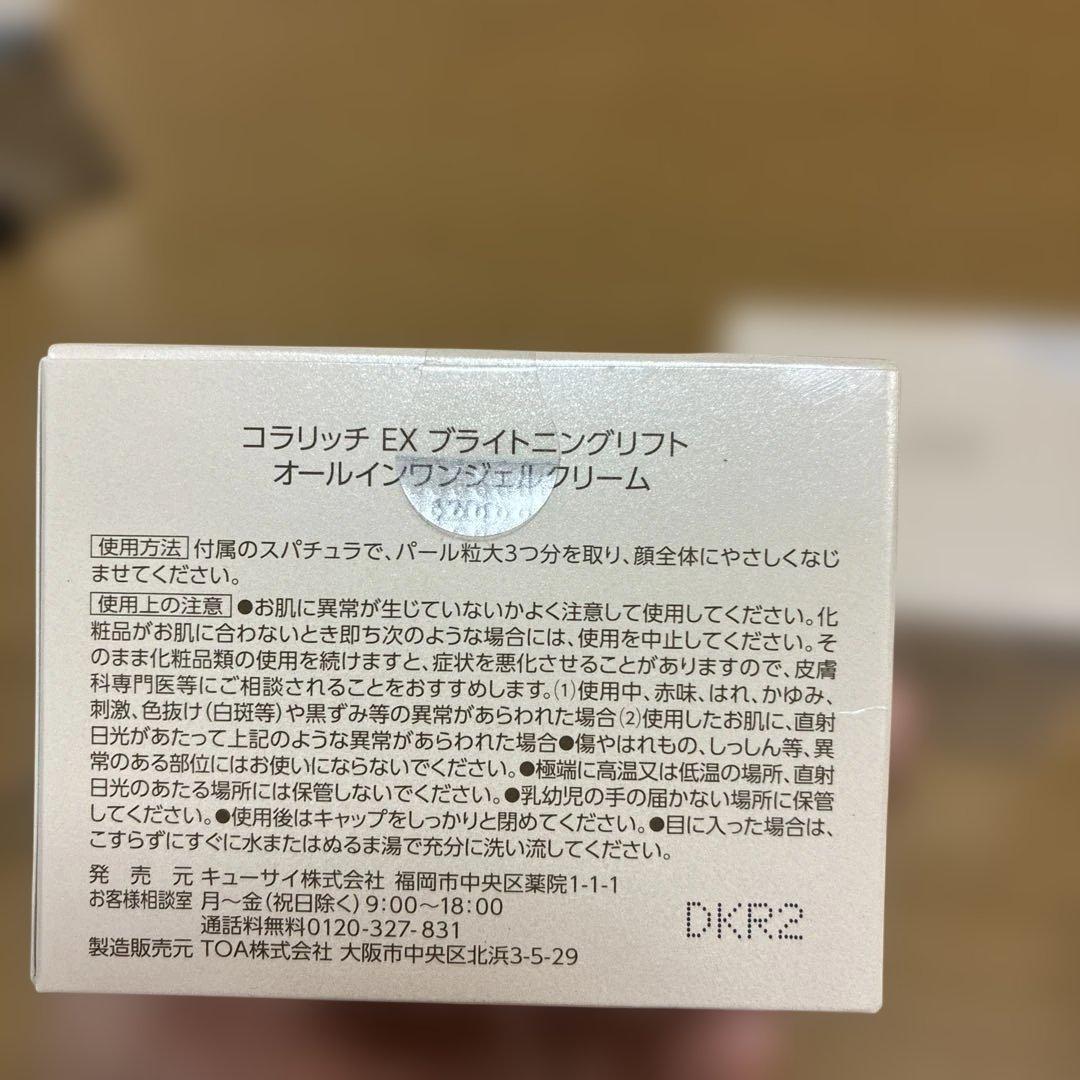 コラリッチ EX ブライトニングリフト
オールインワンジェルクリーム
使用方法 付属のスパチュラで、パール粒大3つ分を取り、顔全体にやさしくなじ
ませてください。
使用上の注意 ●お肌に異常が生じていないかよく注意して使用してください。化
粧品がお肌に合わないとき即ち次のような場合には、使用を中止してください。そ
のまま化粧品類の使用を続けますと、症状を悪化させることがありますので、皮膚
科専門医等にご相談されることをおすすめします。(1)使用中、赤味、はれ、かゆみ、
刺激、色抜け(白斑等)や黒ずみ等の異常があらわれた場合(2)使用したお肌に、直射
日光があたって上記のような異常があらわれた場合●傷やはれもの、しっしん等、異
常のある部位にはお使いにならないでください。●極端に高温又は低温の場所、直射
日光のあたる場所には保管しないでください。●乳幼児の手の届かない場所に保管
してください。●使用後はキャップをしっかりと閉めてください。●目に入った場合は、
こすらずにすぐに水またはぬるま湯で充分に洗い流してください。
発売元 キューサイ株式会社 福岡市中央区薬院1-1-1
お客様相談室 月～金(祝日除く)9:00～18:00
通話料無料0120-327-831
製造販売元 TOA株式会社 大阪市中央区北浜3-5-29
DKR2